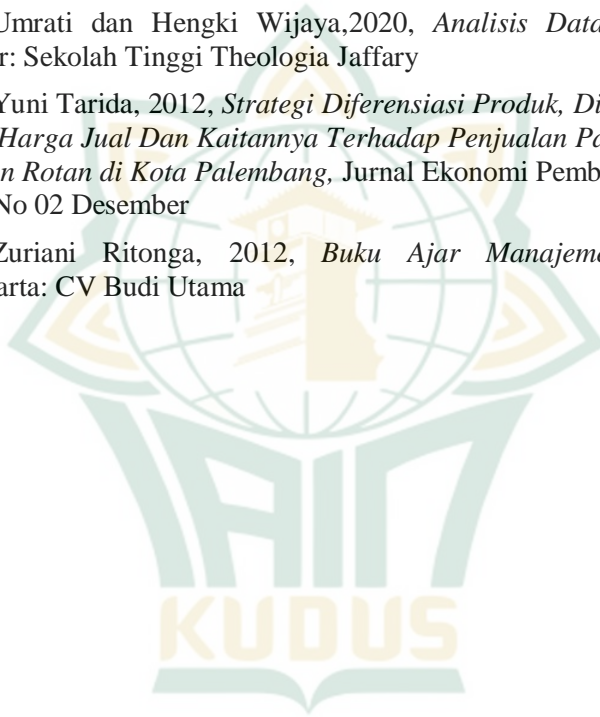 Umrati dan Hengki Wijaya,2020, Analisis Data
r: Sekolah Tinggi Theologia Jaffary
Yuni Tarida, 2012, Strategi Diferensiasi Produk, Di
Harga Jual Dan Kaitannya Terhadap Penjualan Pa
n Rotan di Kota Palembang, Jurnal Ekonomi Pemb
No 02 Desember
Zuriani Ritonga, 2012, Buku Ajar Manajeme
arta: CV Budi Utama
IAIN
KUDUS